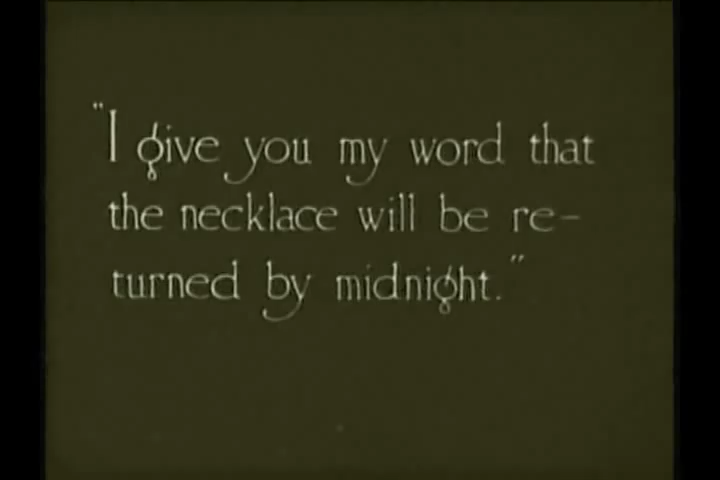 "I give you my word that
the necklace will be re-
turned by midnight."